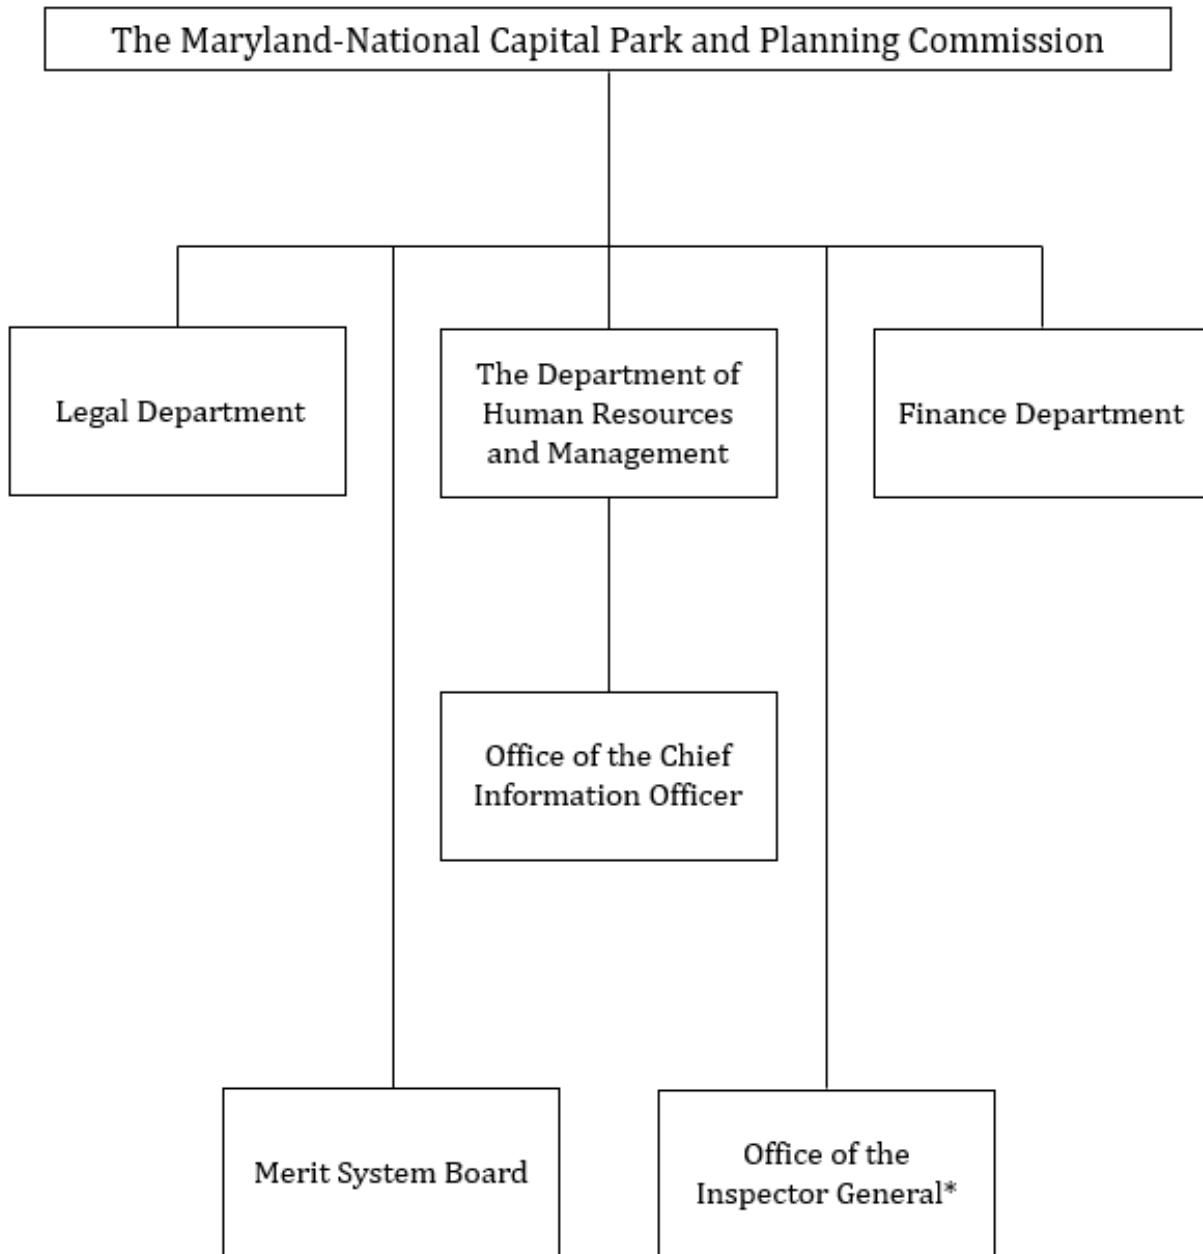 The Maryland-National Capital Park and Planning Commission
Legal Department
The Department of
Human Resources
and Management
Finance Department
Office of the Chief
Information Officer
Merit System Board
Office of the
Inspector General*